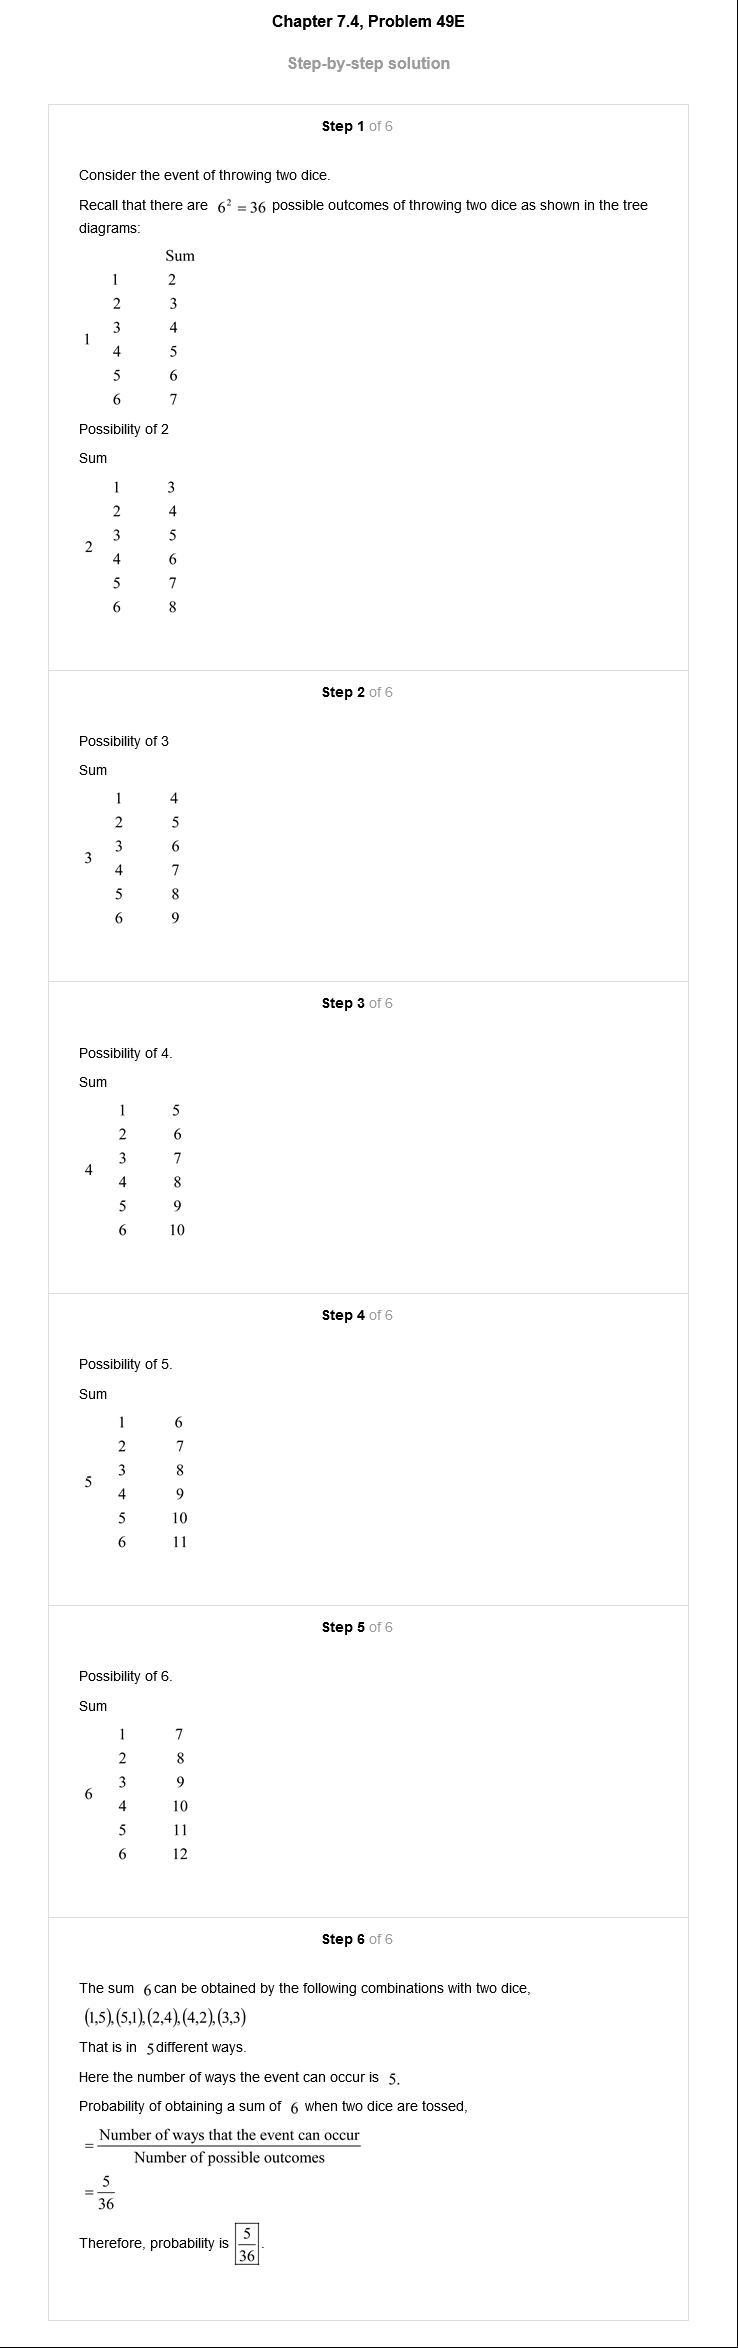 Chapter 7.4, Problem 49E
Step-by-step solution
Step 1 of 6
Consider the event of throwing two dice.
Recall that there are 6² = 36 possible outcomes of throwing two dice as shown in the tree
diagrams:
Sum
1 2
2 3
3 4
1
4 5
5 6
6 7
Possibility of 2
Sum
1 3
2 4
3 5
2
4 6
5 7
6 8
Step 2 of 6
Possibility of 3
Sum
1 4
2 5
3 6
3
4 7
5 8
6 9
Step 3 of 6
Possibility of 4.
Sum
1 5
2 6
3 7
4
4 8
5 9
6 10
Step 4 of 6
Possibility of 5.
Sum
1 6
2 7
3 8
5
4 9
5 10
6 11
Step 5 of 6
Possibility of 6.
Sum
1 7
2 8
3 9
6
4 10
5 11
6 12
Step 6 of 6
The sum 6 can be obtained by the following combinations with two dice,
(1,5),(5,1),(2,4),(4,2),(3,3)
That is in 5 different ways.
Here the number of ways the event can occur is 5.
Probability of obtaining a sum of 6 when two dice are tossed,
= Number of ways that the event can occur
Number of possible outcomes
= 5
36
Therefore, probability is 5/36.